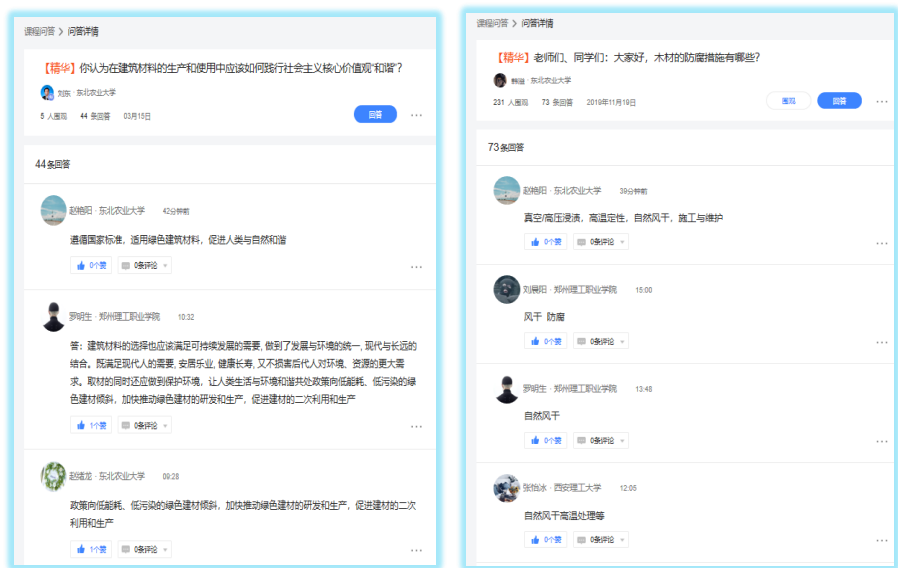 课程问答 > 问答详情
【精华】你认为在建筑材料的生产和使用中应该如何践行社会主义核心价值观“和谐”？
刘东 · 东北农业大学
5 人围观 44 条回答 03月15日
回答
44条回答
赵艳阳 · 东北农业大学 42分钟前
遵循国家标准，适用绿色建筑材料，促进人类与自然和谐
0个赞 0条评论
罗明生 · 郑州理工职业学院 10:32
答：建筑材料的选择也应该满足可持续发展的需要, 做到了发展与环境的统一, 现代与长远的
结合。既满足现代人的需要, 安居乐业, 健康长寿, 又不损害后代人对环境、资源的更大需
求。取材的同时还应做到保护环境，让人类生活与环境和谐共处政策向低能耗、低污染的绿
色建材倾斜，加快推动绿色建材的研发和生产，促进建材的二次利用和生产
1个赞 0条评论
赵绪龙 · 东北农业大学 09:28
政策向低能耗、低污染的绿色建材倾斜，加快推动绿色建材的研发和生产，促进建材的二次
利用和生产
1个赞 0条评论
课程问答 > 问答详情
【精华】老师们、同学们：大家好，木材的防腐措施有哪些?
· 东北农业大学
231 人围观 73 条回答 2019年11月19日
围观 回答
73条回答
赵艳阳 · 东北农业大学 39分钟前
真空/高压浸渍，高温定性，自然风干，施工与维护
0个赞 0条评论
刘晨阳 · 郑州理工职业学院 15:00
风干 防腐
0个赞 0条评论
罗明生 · 郑州理工职业学院 13:48
自然风干
0个赞 0条评论
张怡冰 · 西安理工大学 12:05
自然风干高温处理等
0个赞 0条评论